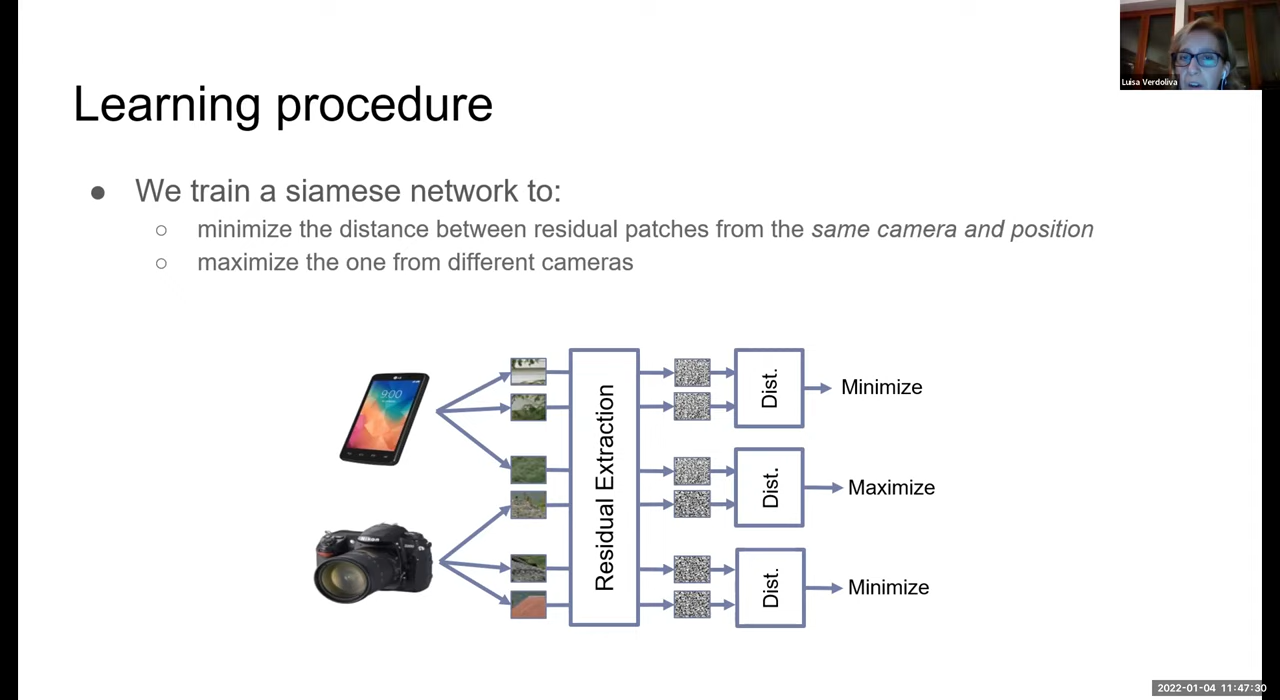 Luisa Verdoliva
Learning procedure
● We train a siamese network to:
○ minimize the distance between residual patches from the same camera and position
○ maximize the one from different cameras
9:00
LG
Nikon
Residual Extraction
Dist.
Minimize
Dist.
Maximize
Dist.
Minimize
2022-01-04 11:47:30